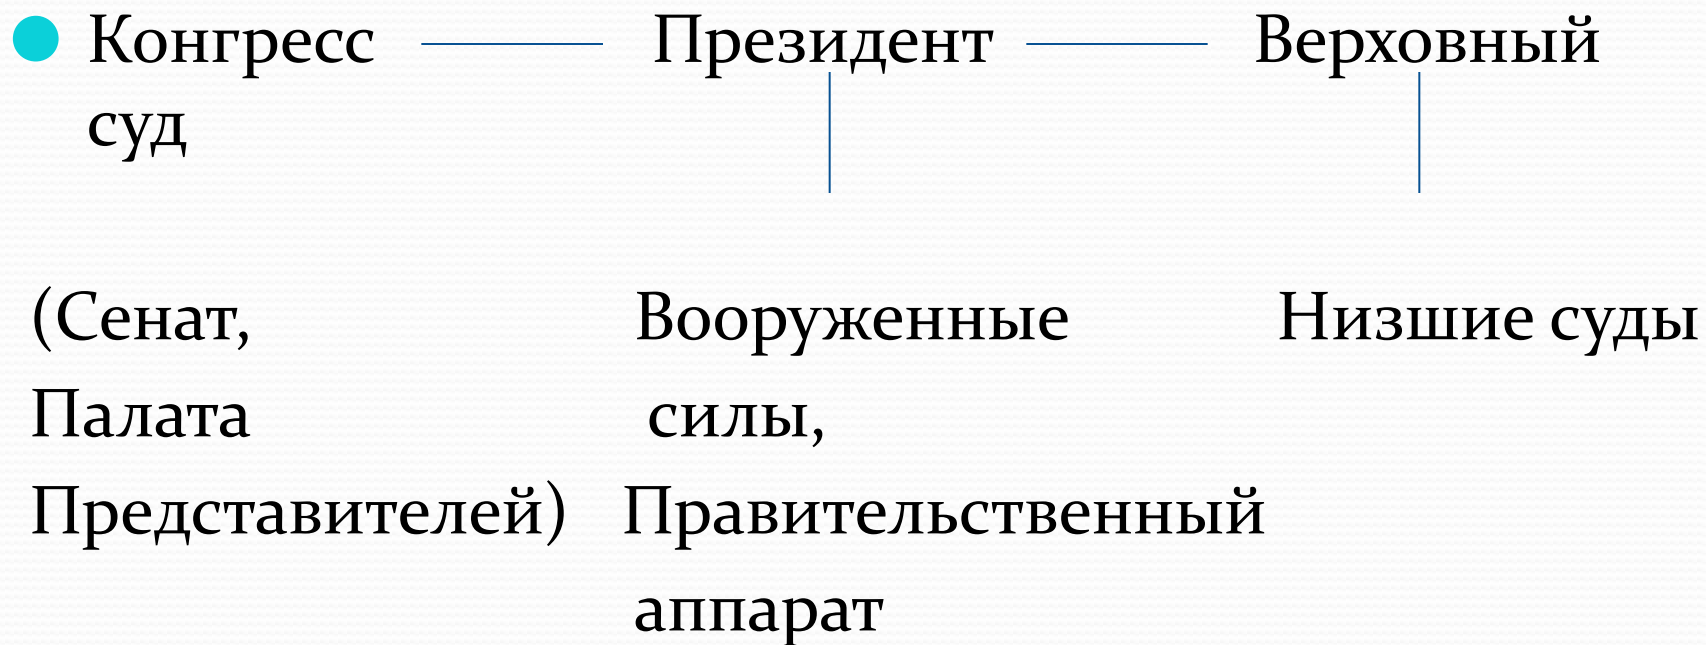 Конгресс Президент Верховный
суд
(Сенат, Вооруженные Низшие суды
Палата силы,
Представителей) Правительственный
аппарат